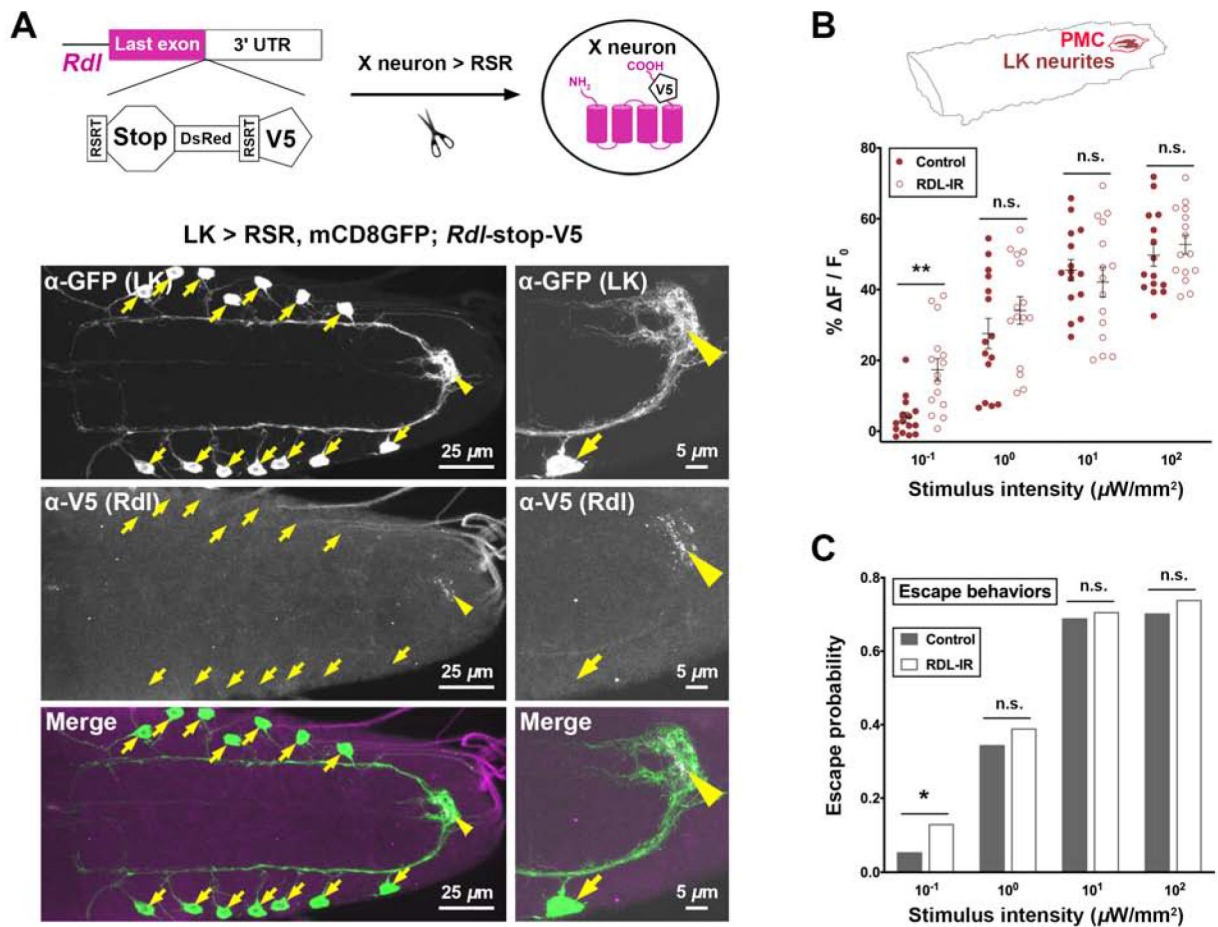 A
Last exon
3' UTR
Rdl
RSRT
Stop
DsRed
RSRT
V5
X neuron > RSR
X neuron
COOH
NH2
V5
LK > RSR, mCD8GFP; Rdl-stop-V5
α-GFP (LK)
25 µm
α-GFP (LK)
5 µm
α-V5 (Rdl)
25 µm
α-V5 (Rdl)
5 µm
Merge
25 µm
Merge
5 µm
B
PMC
LK neurites
Control
RDL-IR
**
n.s.
n.s.
n.s.
80
60
40
20
0
% ΔF / F0
10-1
10⁰
10¹
10²
Stimulus intensity (µW/mm²)
C
Escape behaviors
Control
RDL-IR
*
n.s.
n.s.
n.s.
0.8
0.6
0.4
0.2
0.0
Escape probability
10-1
10⁰
10¹
10²
Stimulus intensity (µW/mm²)